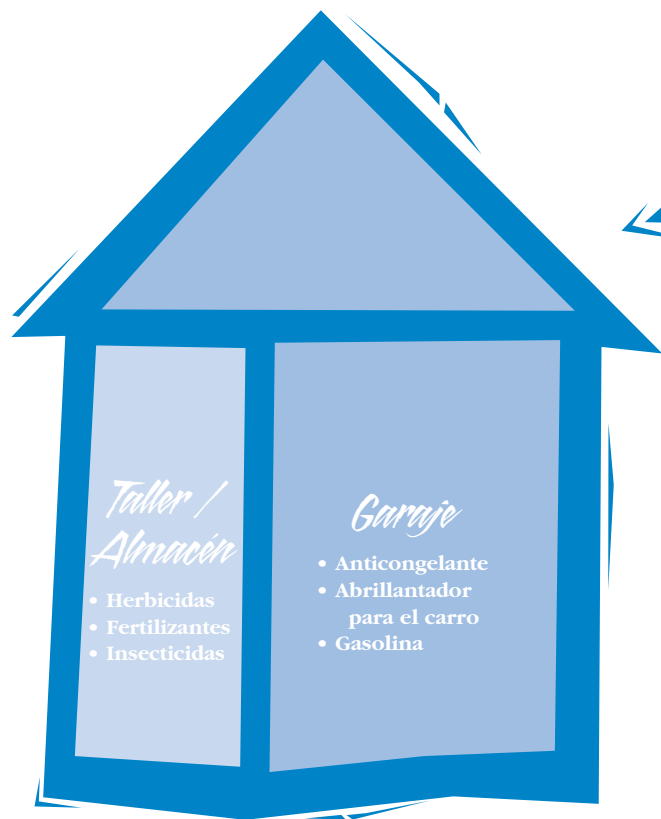 Taller /
Almacén
• Herbicidas
• Fertilizantes
• Insecticidas
Garaje
• Anticongelante
• Abrillantador
para el carro
• Gasolina